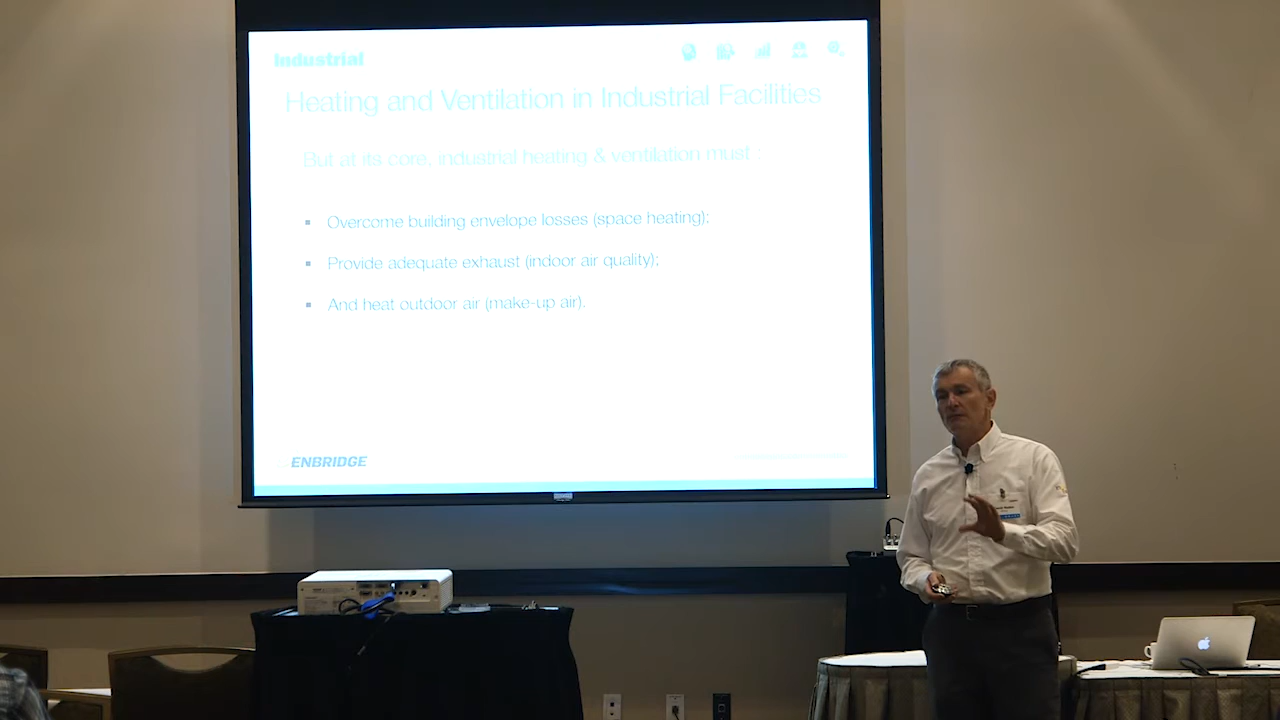 Industrial
Heating and Ventilation in Industrial Facilities
But at its core, industrial heating & ventilation must :
Overcome building envelope losses (space heating);
Provide adequate exhaust (indoor air quality);
And heat outdoor air (make-up air).
ENBRIDGE